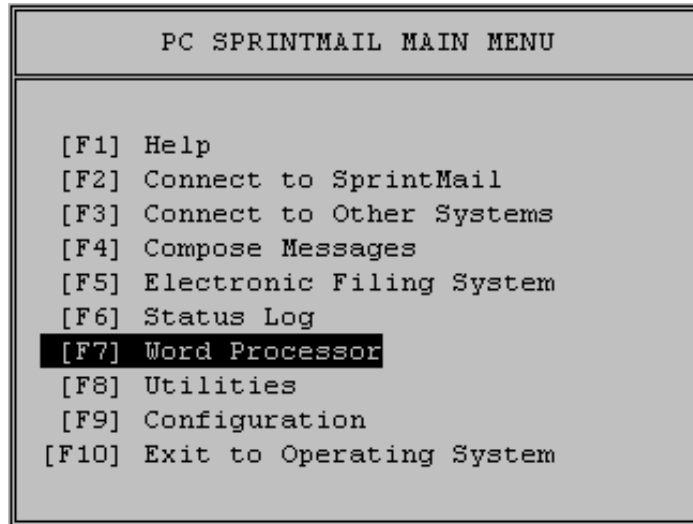 PC SPRINTMAIL MAIN MENU
[F1] Help
[F2] Connect to SprintMail
[F3] Connect to Other Systems
[F4] Compose Messages
[F5] Electronic Filing System
[F6] Status Log
[F7] Word Processor
[F8] Utilities
[F9] Configuration
[F10] Exit to Operating System